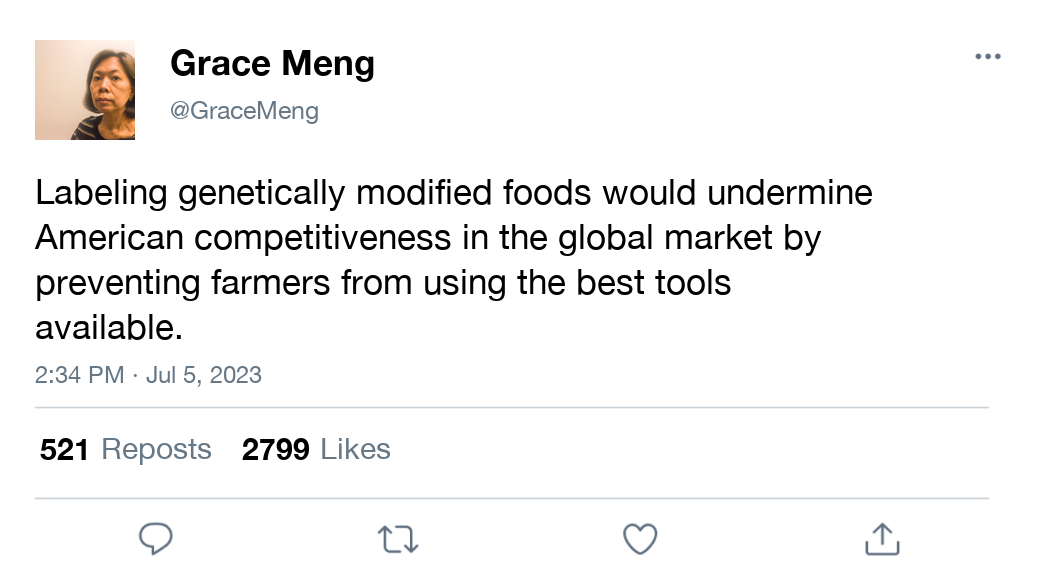 Grace Meng
@GraceMeng
Labeling genetically modified foods would undermine
American competitiveness in the global market by
preventing farmers from using the best tools
available.
2:34 PM · Jul 5, 2023
521 Reposts 2799 Likes